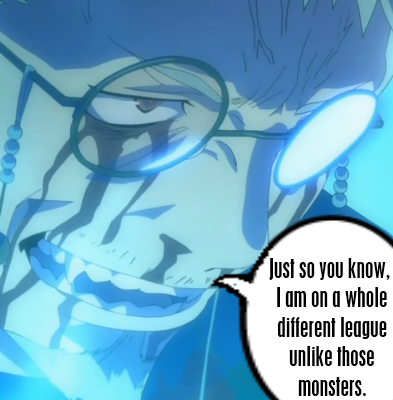 Just so you know,
I am on a whole
different league
unlike those
monsters.